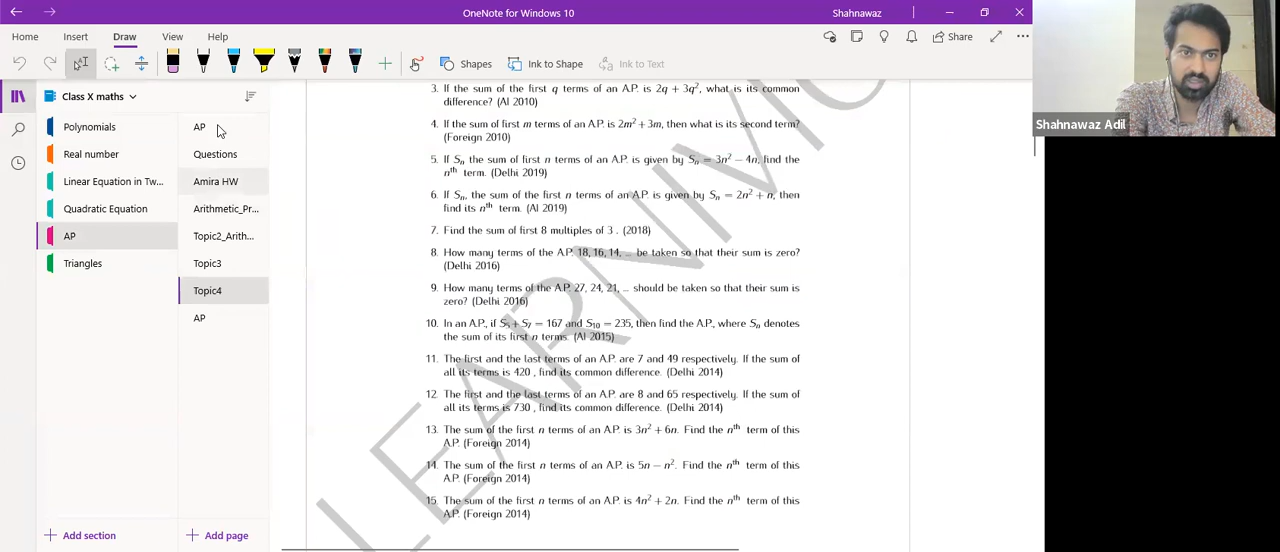 OneNote for Windows 10
Shahnawaz
Home
Insert
Draw
View
Help
Share
Shapes
Ink to Shape
Ink to Text
Class X maths
Polynomials
Real number
Linear Equation in Tw...
Quadratic Equation
AP
Triangles
Add section
AP
Questions
Amira HW
Arithmetic_Pr...
Topic2_Arith...
Topic3
Topic4
AP
Add page
3. If the sum of the first q terms of an A.P. is 2q + 3q², what is its common
difference? (AI 2010)
4. If the sum of first m terms of an A.P. is 2m² + 3m, then what is its second term?
(Foreign 2010)
5. If Sₙ the sum of first n terms of an A.P. is given by Sₙ = 3n² − 4n, find the
nᵗʰ term. (Delhi 2019)
6. If Sₙ, the sum of the first n terms of an A.P. is given by Sₙ = 2n² + n, then
find its nᵗʰ term. (AI 2019)
7. Find the sum of first 8 multiples of 3 . (2018)
8. How many terms of the A.P. 18, 16, 14, ... be taken so that their sum is zero?
(Delhi 2016)
9. How many terms of the A.P. 27, 24, 21, ... should be taken so that their sum is
zero? (Delhi 2016)
10. In an A.P., if S₅ + S₇ = 167 and S₁₀ = 235, then find the A.P., where Sₙ denotes
the sum of its first n terms. (AI 2015)
11. The first and the last terms of an A.P. are 7 and 49 respectively. If the sum of
all its terms is 420 , find its common difference. (Delhi 2014)
12. The first and the last terms of an A.P. are 8 and 65 respectively. If the sum of
all its terms is 730 , find its common difference. (Delhi 2014)
13. The sum of the first n terms of an A.P. is 3n² + 6n. Find the nᵗʰ term of this
A.P. (Foreign 2014)
14. The sum of the first n terms of an A.P. is 5n − n². Find the nᵗʰ term of this
A.P. (Foreign 2014)
15. The sum of the first n terms of an A.P. is 4n² + 2n. Find the nᵗʰ term of this
A.P. (Foreign 2014)
Shahnawaz Adil